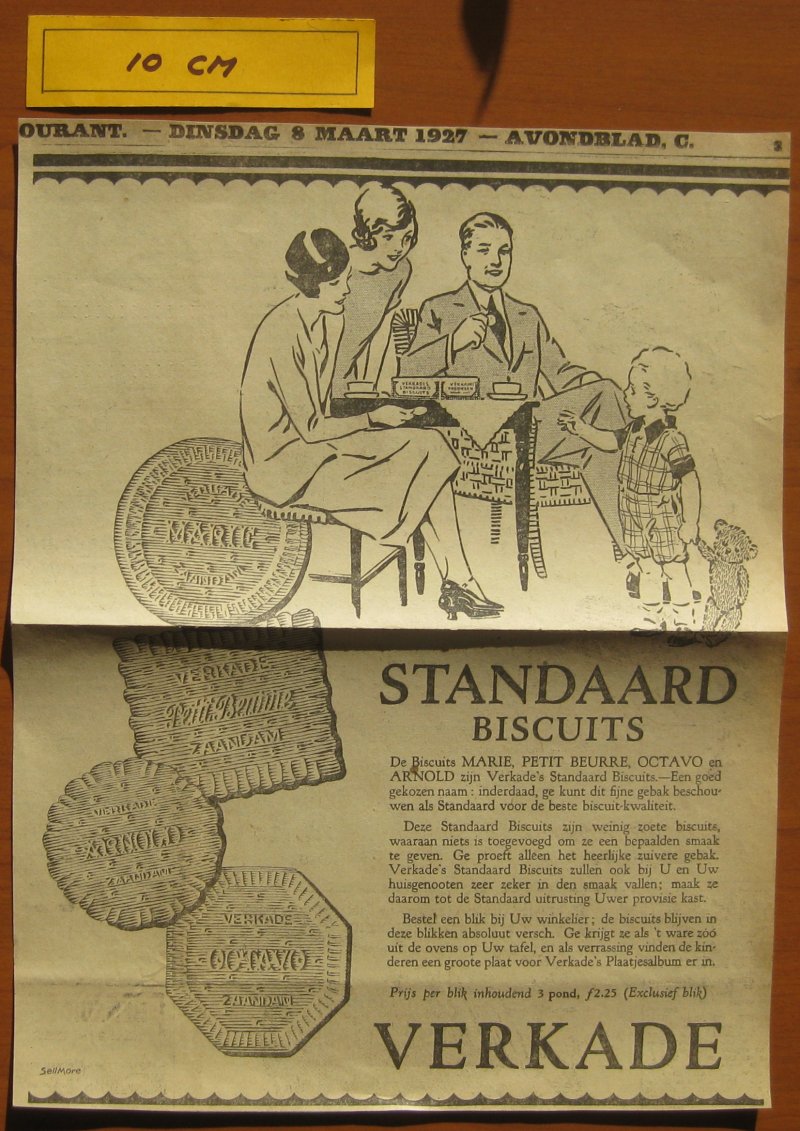 10 CM
OURANT. — DINSDAG 8 MAART 1927 — AVONDBLAD, C.
VERKADE'S
STANDAARD
BISCUITS
VERKADE
MARIE
ZAANDAM
VERKADE
Petit Beurre
ZAANDAM
VERKADE
ARNOLD
ZAANDAM
VERKADE
OCTAVO
ZAANDAM
STANDAARD
BISCUITS
De Biscuits MARIE, PETIT BEURRE, OCTAVO en
ARNOLD zijn Verkade's Standaard Biscuits.—Een goed
gekozen naam : inderdaad, ge kunt dit fijne gebak beschou-
wen als Standaard vóór de beste biscuit-kwaliteit.
Deze Standaard Biscuits zijn weinig zoete biscuits,
waaraan niets is toegevoegd om ze een bepaalden smaak
te geven. Ge proeft alleen het heerlijke zuivere gebak.
Verkade's Standaard Biscuits zullen ook bij U en Uw
huisgenooten zeer zeker in den smaak vallen; maak ze
daarom tot de Standaard uitrusting Uwer provisie kast.
Bestel een blik bij Uw winkelier ; de biscuits blijven in
deze blikken absoluut versch. Ge krijgt ze als 't ware zóó
uit de ovens op Uw tafel, en als verrassing vinden de kin-
deren een groote plaat voor Verkade's Plaatjesalbum er in.
Prijs per blik inhoudend 3 pond, ƒ2.25 (Exclusief blik)
VERKADE
SellMore